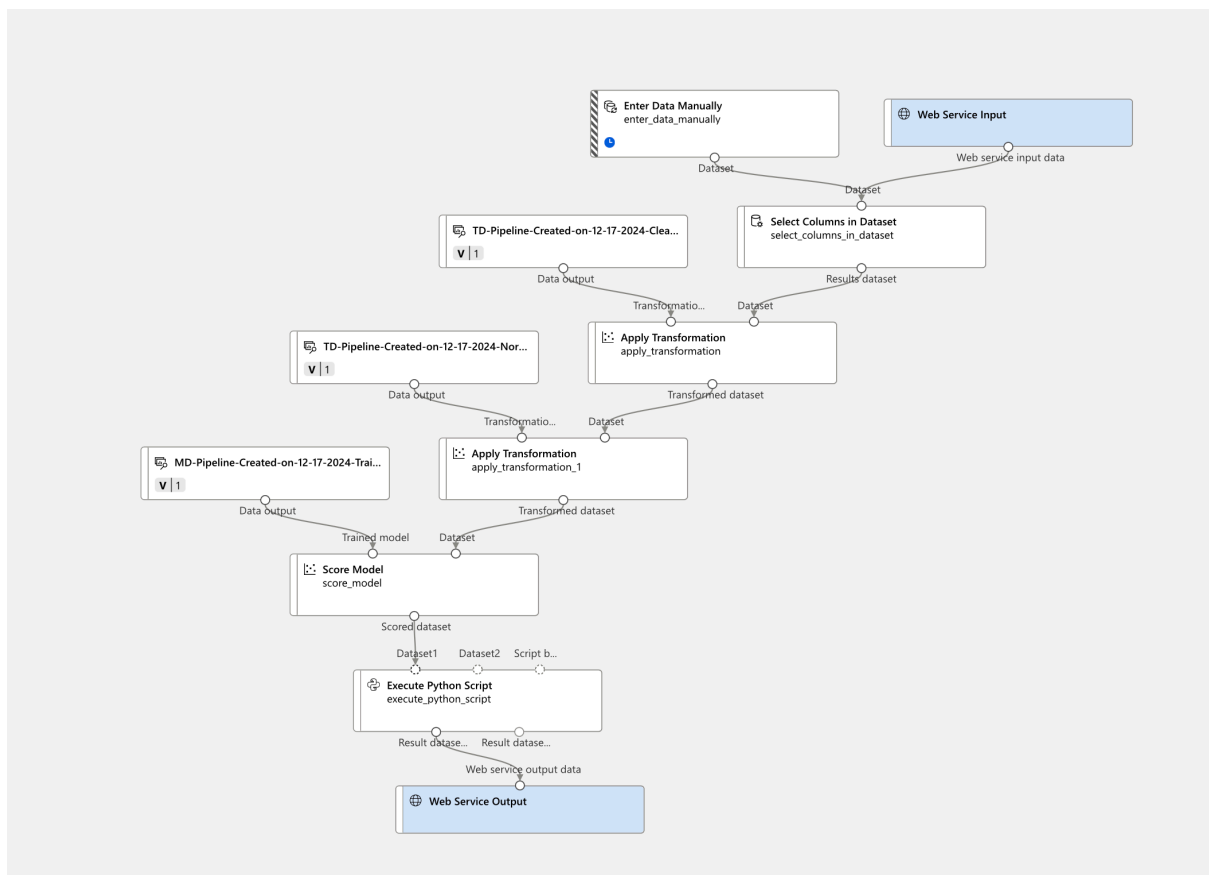 Enter Data Manually
enter_data_manually
Web Service Input
Dataset
Web service input data
Dataset
Select Columns in Dataset
select_columns_in_dataset
TD-Pipeline-Created-on-12-17-2024-Clea...
V 1
Data output
Results dataset
Transformatio...
Dataset
Apply Transformation
apply_transformation
TD-Pipeline-Created-on-12-17-2024-Nor...
V 1
Data output
Transformed dataset
Transformatio...
Dataset
Apply Transformation
apply_transformation_1
MD-Pipeline-Created-on-12-17-2024-Trai...
V 1
Data output
Transformed dataset
Trained model
Dataset
Score Model
score_model
Scored dataset
Dataset1
Dataset2
Script b...
Execute Python Script
execute_python_script
Result datase...
Result datase...
Web service output data
Web Service Output